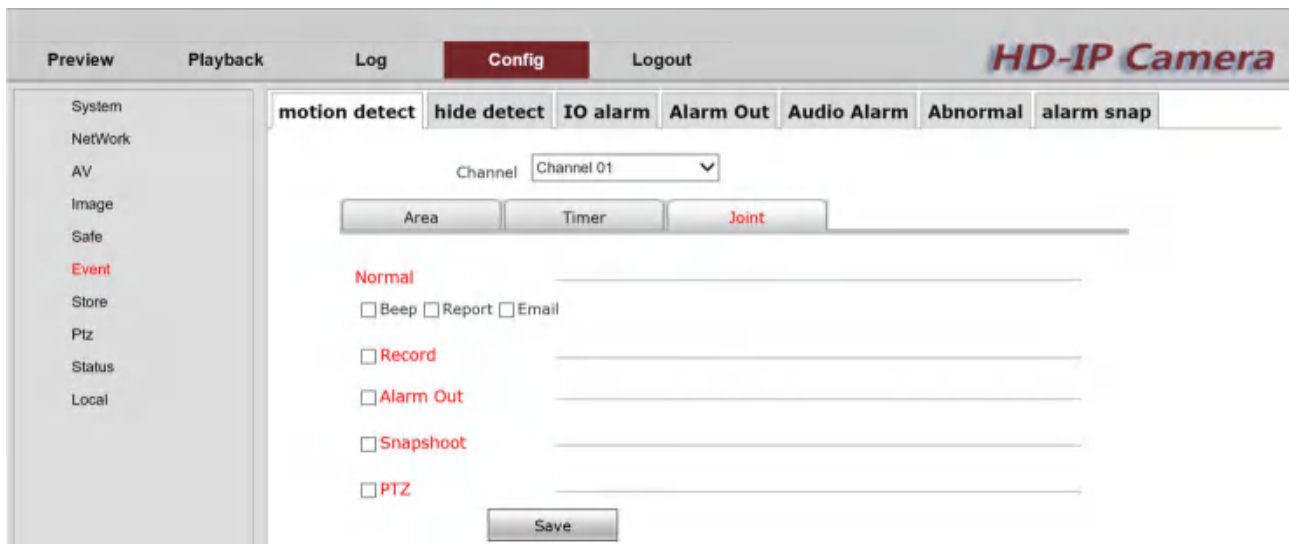 HD-IP Camera
Preview Playback Log Config Logout
System
NetWork
AV
Image
Safe
Event
Store
Ptz
Status
Local
motion detect hide detect IO alarm Alarm Out Audio Alarm Abnormal alarm snap
Channel Channel 01
Area Timer Joint
Normal
Beep Report Email
Record
Alarm Out
Snapshoot
PTZ
Save